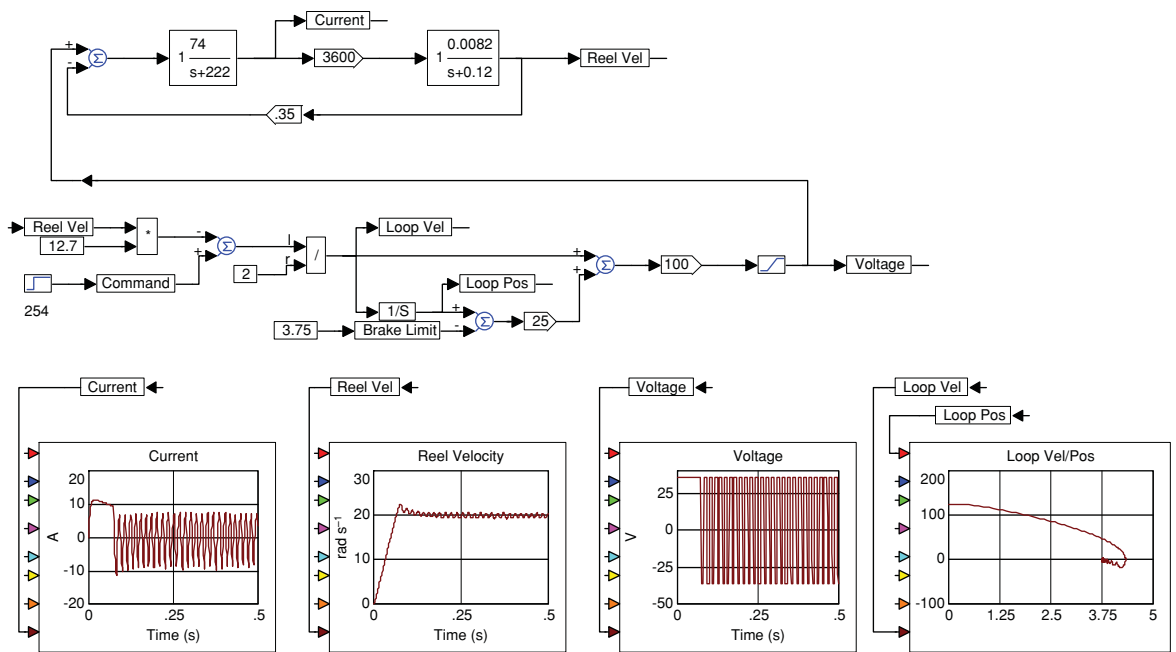 Current
74
1
s+222
3600
0.0082
1
s+0.12
Reel Vel
+
Σ
-
.35
Reel Vel
12.7
*
-
Σ
+
254
Command
2
l
r
/
Loop Vel
1/S
Loop Pos
3.75
Brake Limit
+
-
Σ
25
+
+
Σ
100
Voltage
Current
Reel Vel
Voltage
Loop Vel
Loop Pos
Current
A
20
10
0
-10
-20
0 .25 .5
Time (s)
Reel Velocity
rad s⁻¹
30
20
10
0
0 .25 .5
Time (s)
Voltage
V
25
0
-25
-50
0 .25 .5
Time (s)
Loop Vel/Pos
200
100
0
-100
0 1.25 2.5 3.75 5
Time (s)